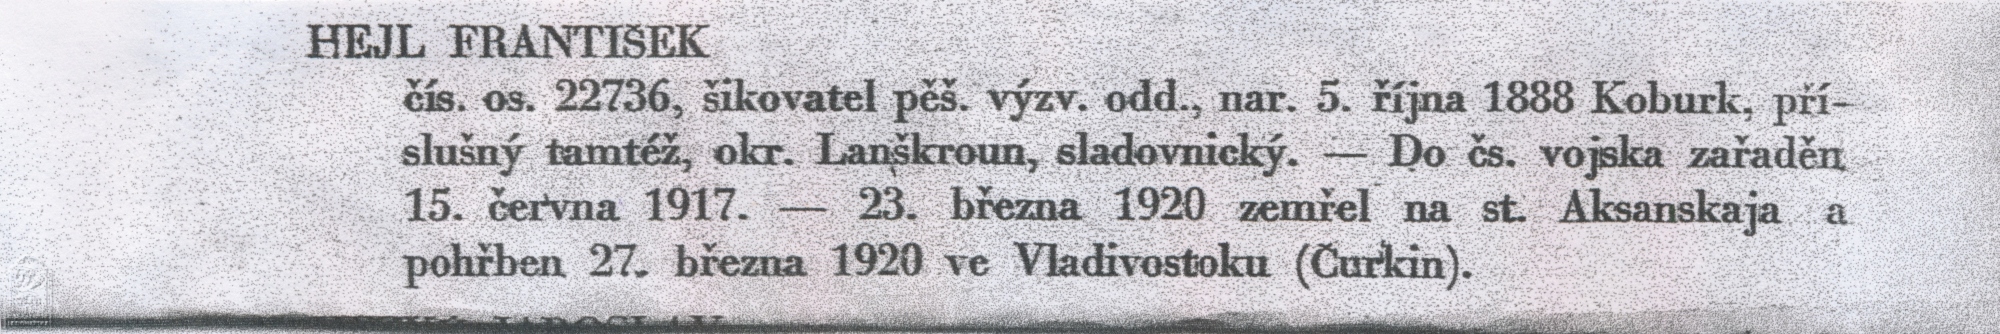 HEJL FRANTIŠEK
čís. os. 22736, šikovatel pěš. výzv. odd., nar. 5. října 1888 Koburk, pří-
slušný tamtéž, okr. Lanškroun, sladovnický. — Do čs. vojska zařaděn
15. června 1917. — 23. března 1920 zemřel na st. Aksanskaja a
pohřben 27. března 1920 ve Vladivostoku (Čurkin).